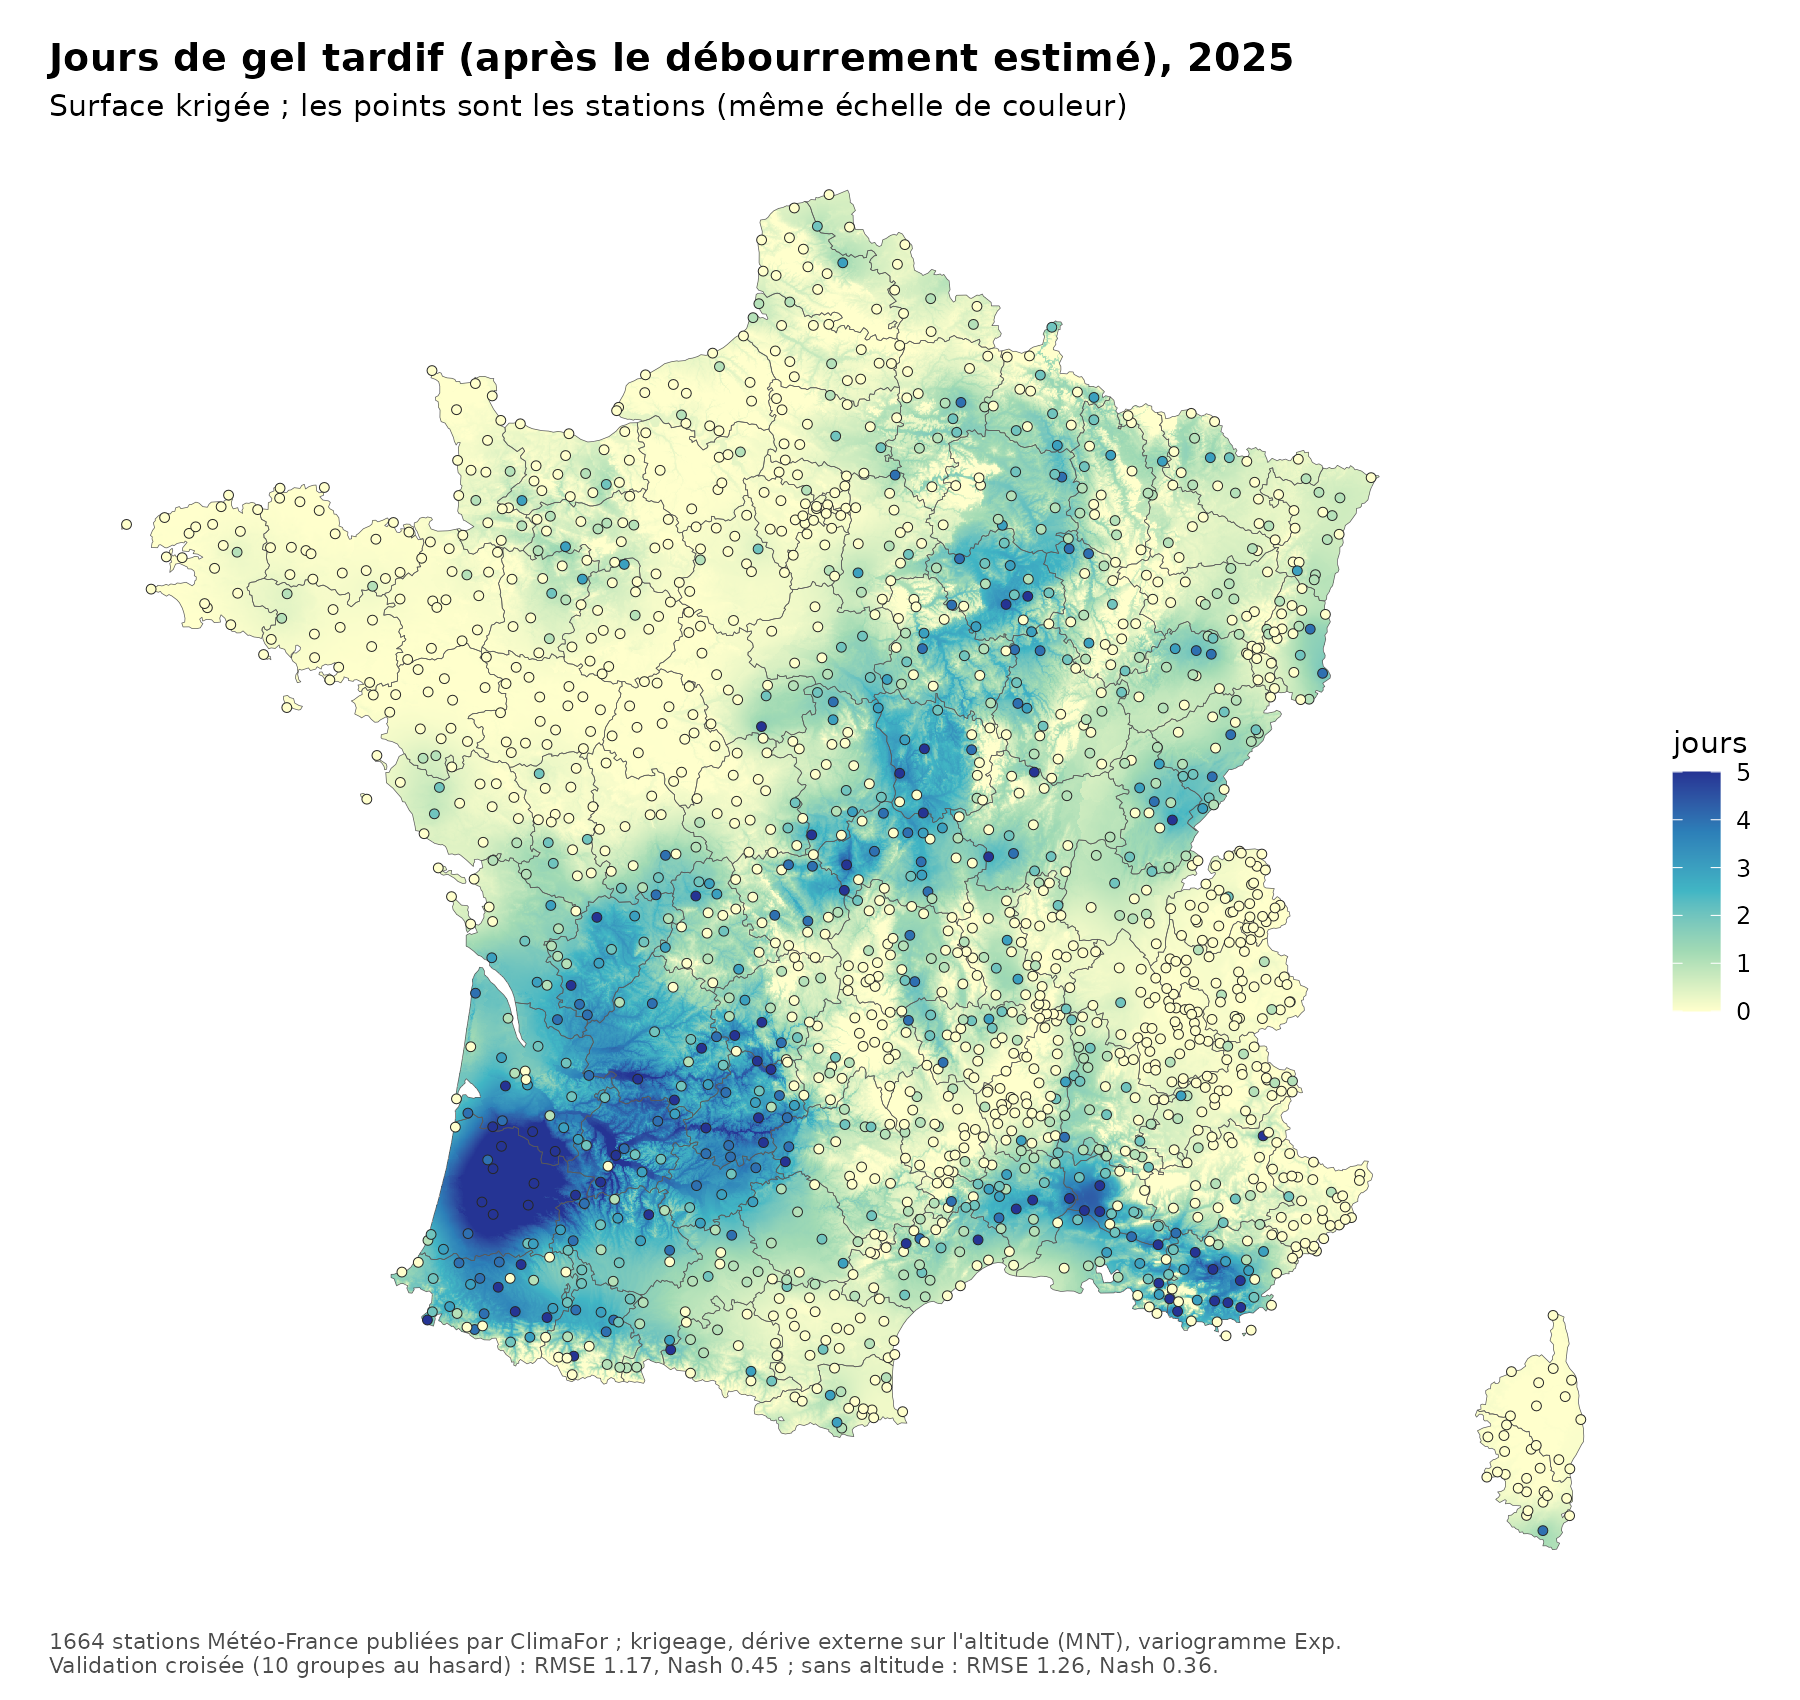 Jours de gel tardif (après le débourrement estimé), 2025
Surface krigée ; les points sont les stations (même échelle de couleur)
jours
5
4
3
2
1
0
1664 stations Météo-France publiées par ClimaFor ; krigeage, dérive externe sur l'altitude (MNT), variogramme Exp.
Validation croisée (10 groupes au hasard) : RMSE 1.17, Nash 0.45 ; sans altitude : RMSE 1.26, Nash 0.36.